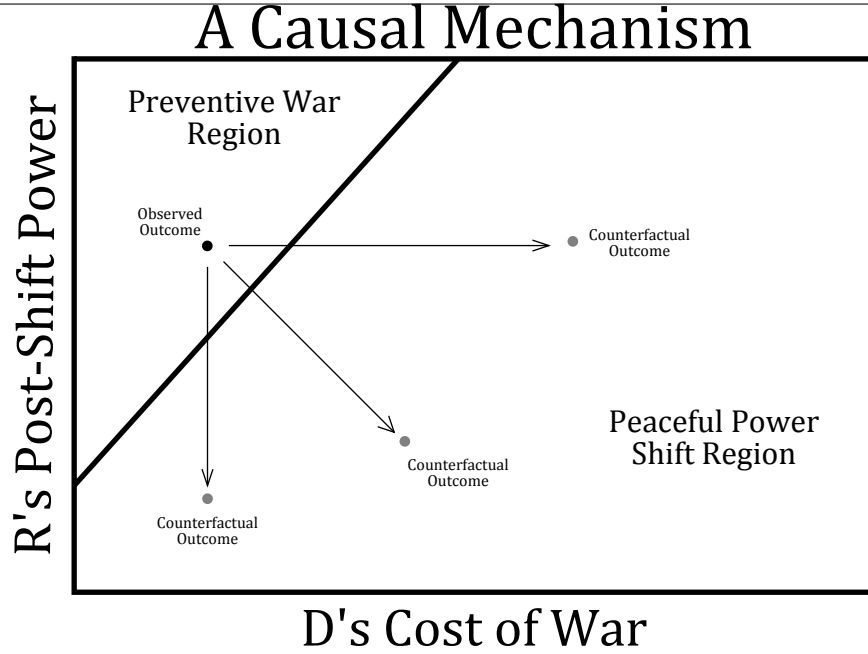 A Causal Mechanism
Preventive War
Region
Observed
Outcome
Counterfactual
Outcome
R's Post-Shift Power
Peaceful Power
Shift Region
Counterfactual
Outcome
Counterfactual
Outcome
D's Cost of War